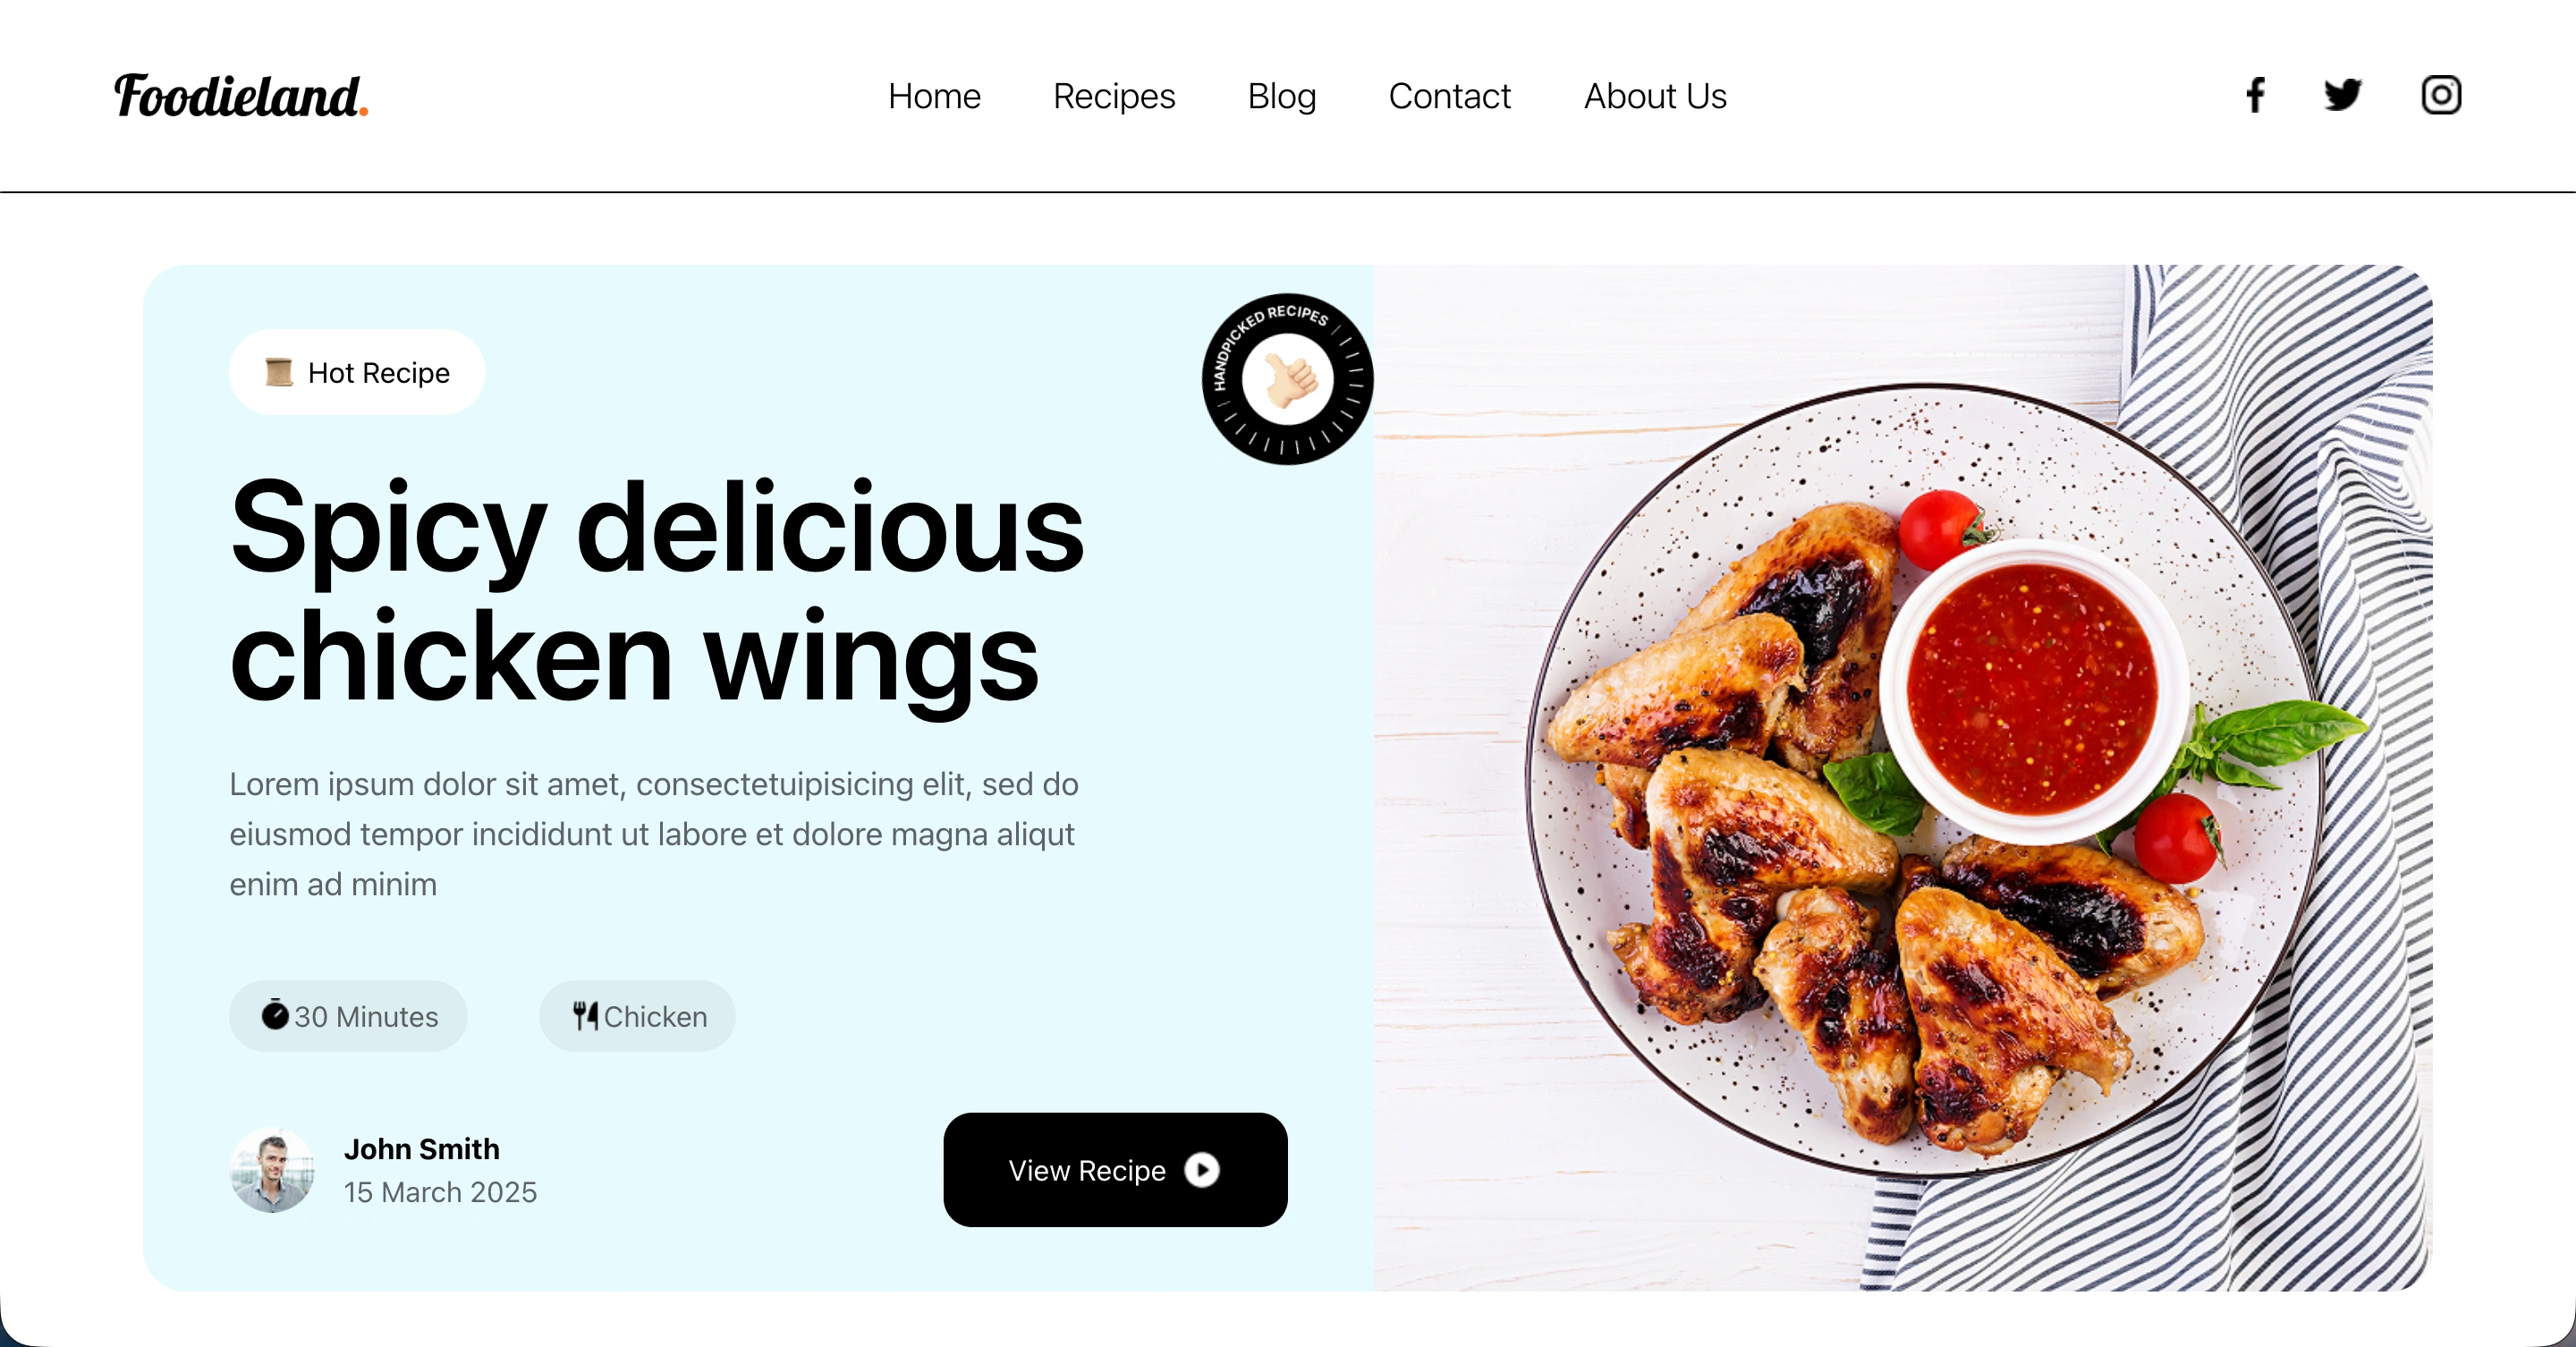 Foodieland.
Home
Recipes
Blog
Contact
About Us
Hot Recipe
HANDPICKED RECIPES
Spicy delicious
chicken wings
Lorem ipsum dolor sit amet, consectetuipisicing elit, sed do
eiusmod tempor incididunt ut labore et dolore magna aliqut
enim ad minim
30 Minutes
Chicken
John Smith
15 March 2025
View Recipe